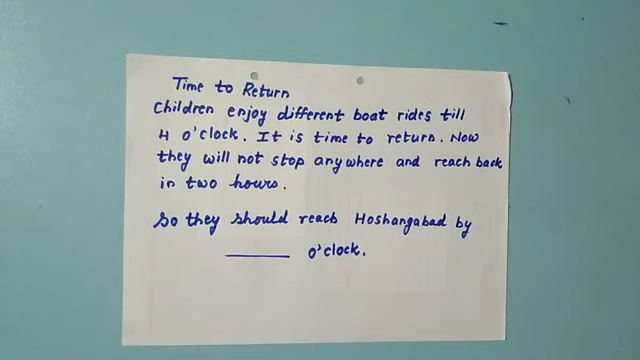 Time to Return
Children enjoy different boat rides till
4 o'clock. It is time to return. Now
they will not stop anywhere and reach back
in two hours.
So they should reach Hoshangabad by
______ o'clock.